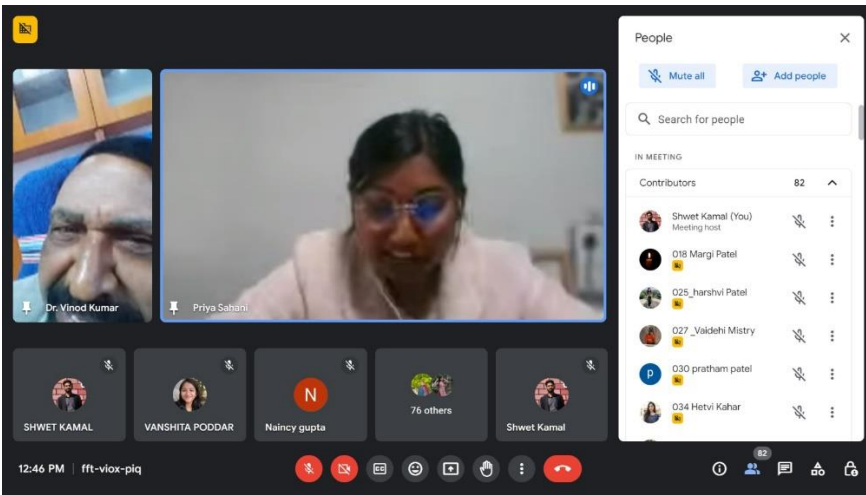 Dr. Vinod Kumar
Priya Sahani
SHWET KAMAL
VANSHITA PODDAR
N
Naincy gupta
76 others
Shwet Kamal
12:46 PM | fft-viox-piq
82
People
Mute all
Add people
Search for people
IN MEETING
Contributors 82
Shwet Kamal (You)
Meeting host
018 Margi Patel
025_harshvi Patel
027 _Vaidehi Mistry
p
030 pratham patel
034 Hetvi Kahar